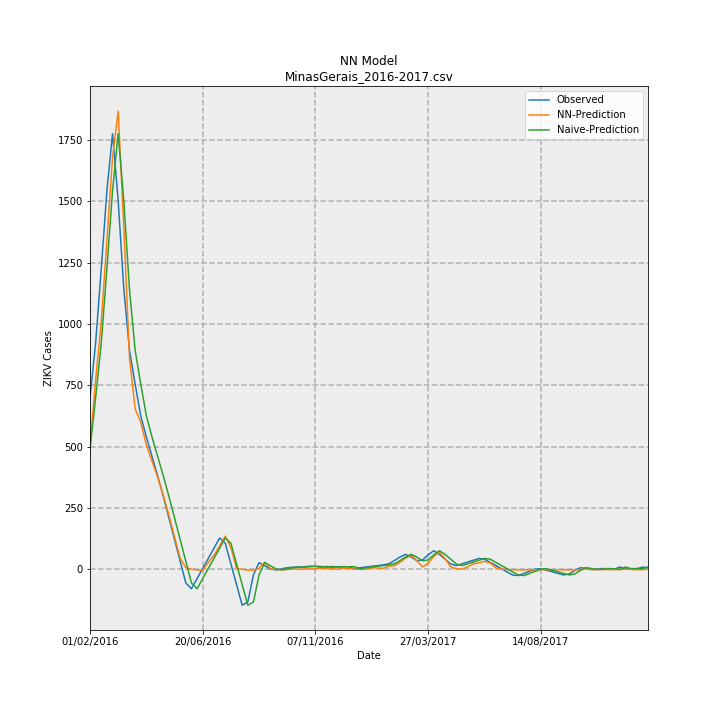 NN Model
MinasGerais_2016-2017.csv
Observed
NN-Prediction
Naive-Prediction
ZIKV Cases
1750
1500
1250
1000
750
500
250
0
01/02/2016
20/06/2016
07/11/2016
27/03/2017
14/08/2017
Date